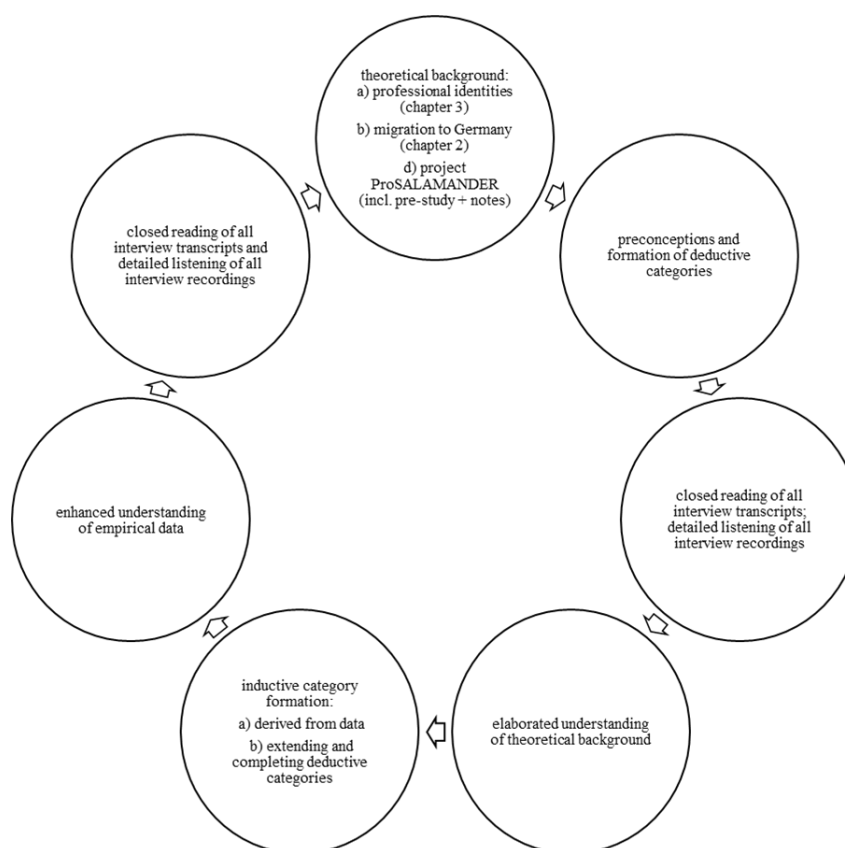 theoretical background:
a) professional identities
(chapter 3)
b) migration to Germany
(chapter 2)
d) project
ProSALAMANDER
(incl. pre-study + notes)
preconceptions and
formation of deductive
categories
closed reading of all
interview transcripts;
detailed listening of all
interview recordings
elaborated understanding
of theoretical background
inductive category
formation:
a) derived from data
b) extending and
completing deductive
categories
enhanced understanding
of empirical data
closed reading of all
interview transcripts and
detailed listening of all
interview recordings